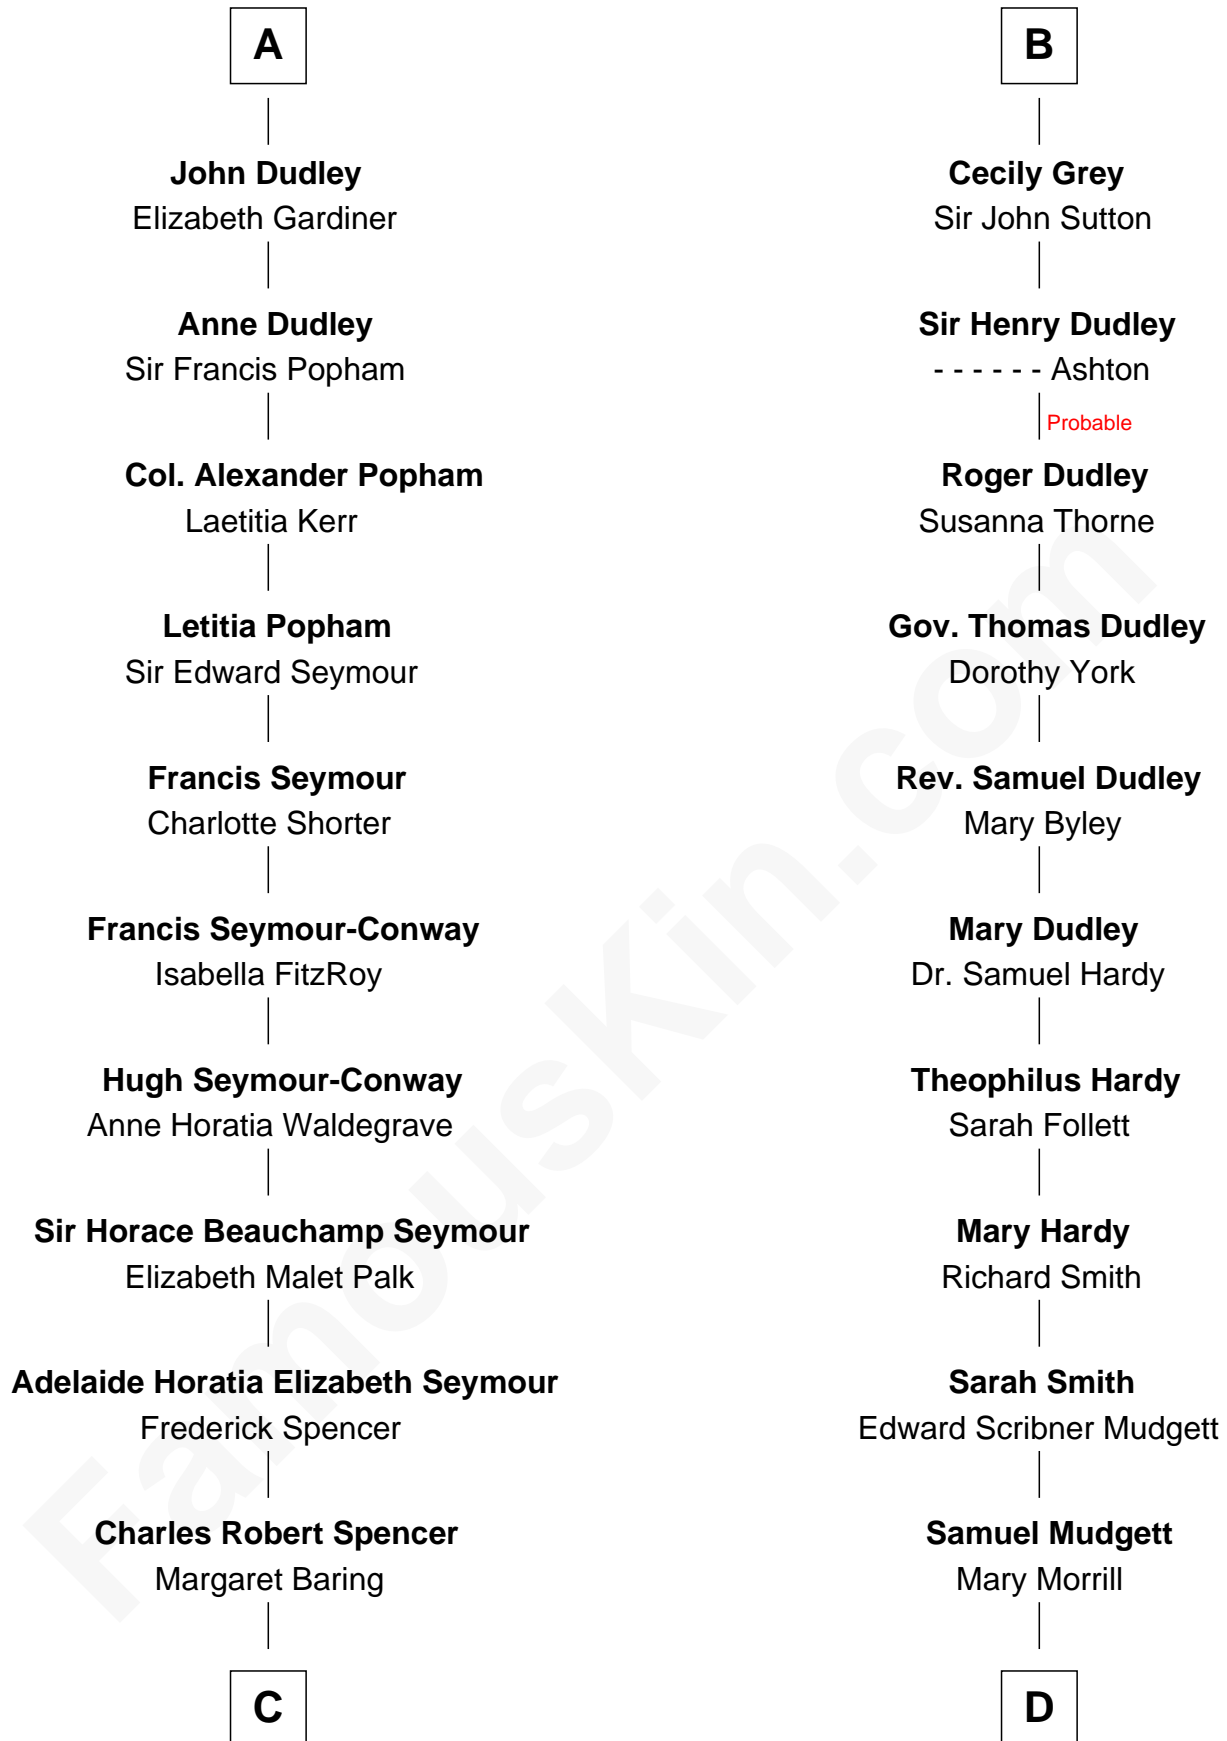 A
John Dudley
Elizabeth Gardiner
Anne Dudley
Sir Francis Popham
Col. Alexander Popham
Laetitia Kerr
Letitia Popham
Sir Edward Seymour
Francis Seymour
Charlotte Shorter
Francis Seymour-Conway
Isabella FitzRoy
Hugh Seymour-Conway
Anne Horatia Waldegrave
Sir Horace Beauchamp Seymour
Elizabeth Malet Palk
Adelaide Horatia Elizabeth Seymour
Frederick Spencer
Charles Robert Spencer
Margaret Baring
C
B
Cecily Grey
Sir John Sutton
Sir Henry Dudley
- - - - - - Ashton
Probable
Roger Dudley
Susanna Thorne
Gov. Thomas Dudley
Dorothy York
Rev. Samuel Dudley
Mary Byley
Mary Dudley
Dr. Samuel Hardy
Theophilus Hardy
Sarah Follett
Mary Hardy
Richard Smith
Sarah Smith
Edward Scribner Mudgett
Samuel Mudgett
Mary Morrill
D
FamousKin.com